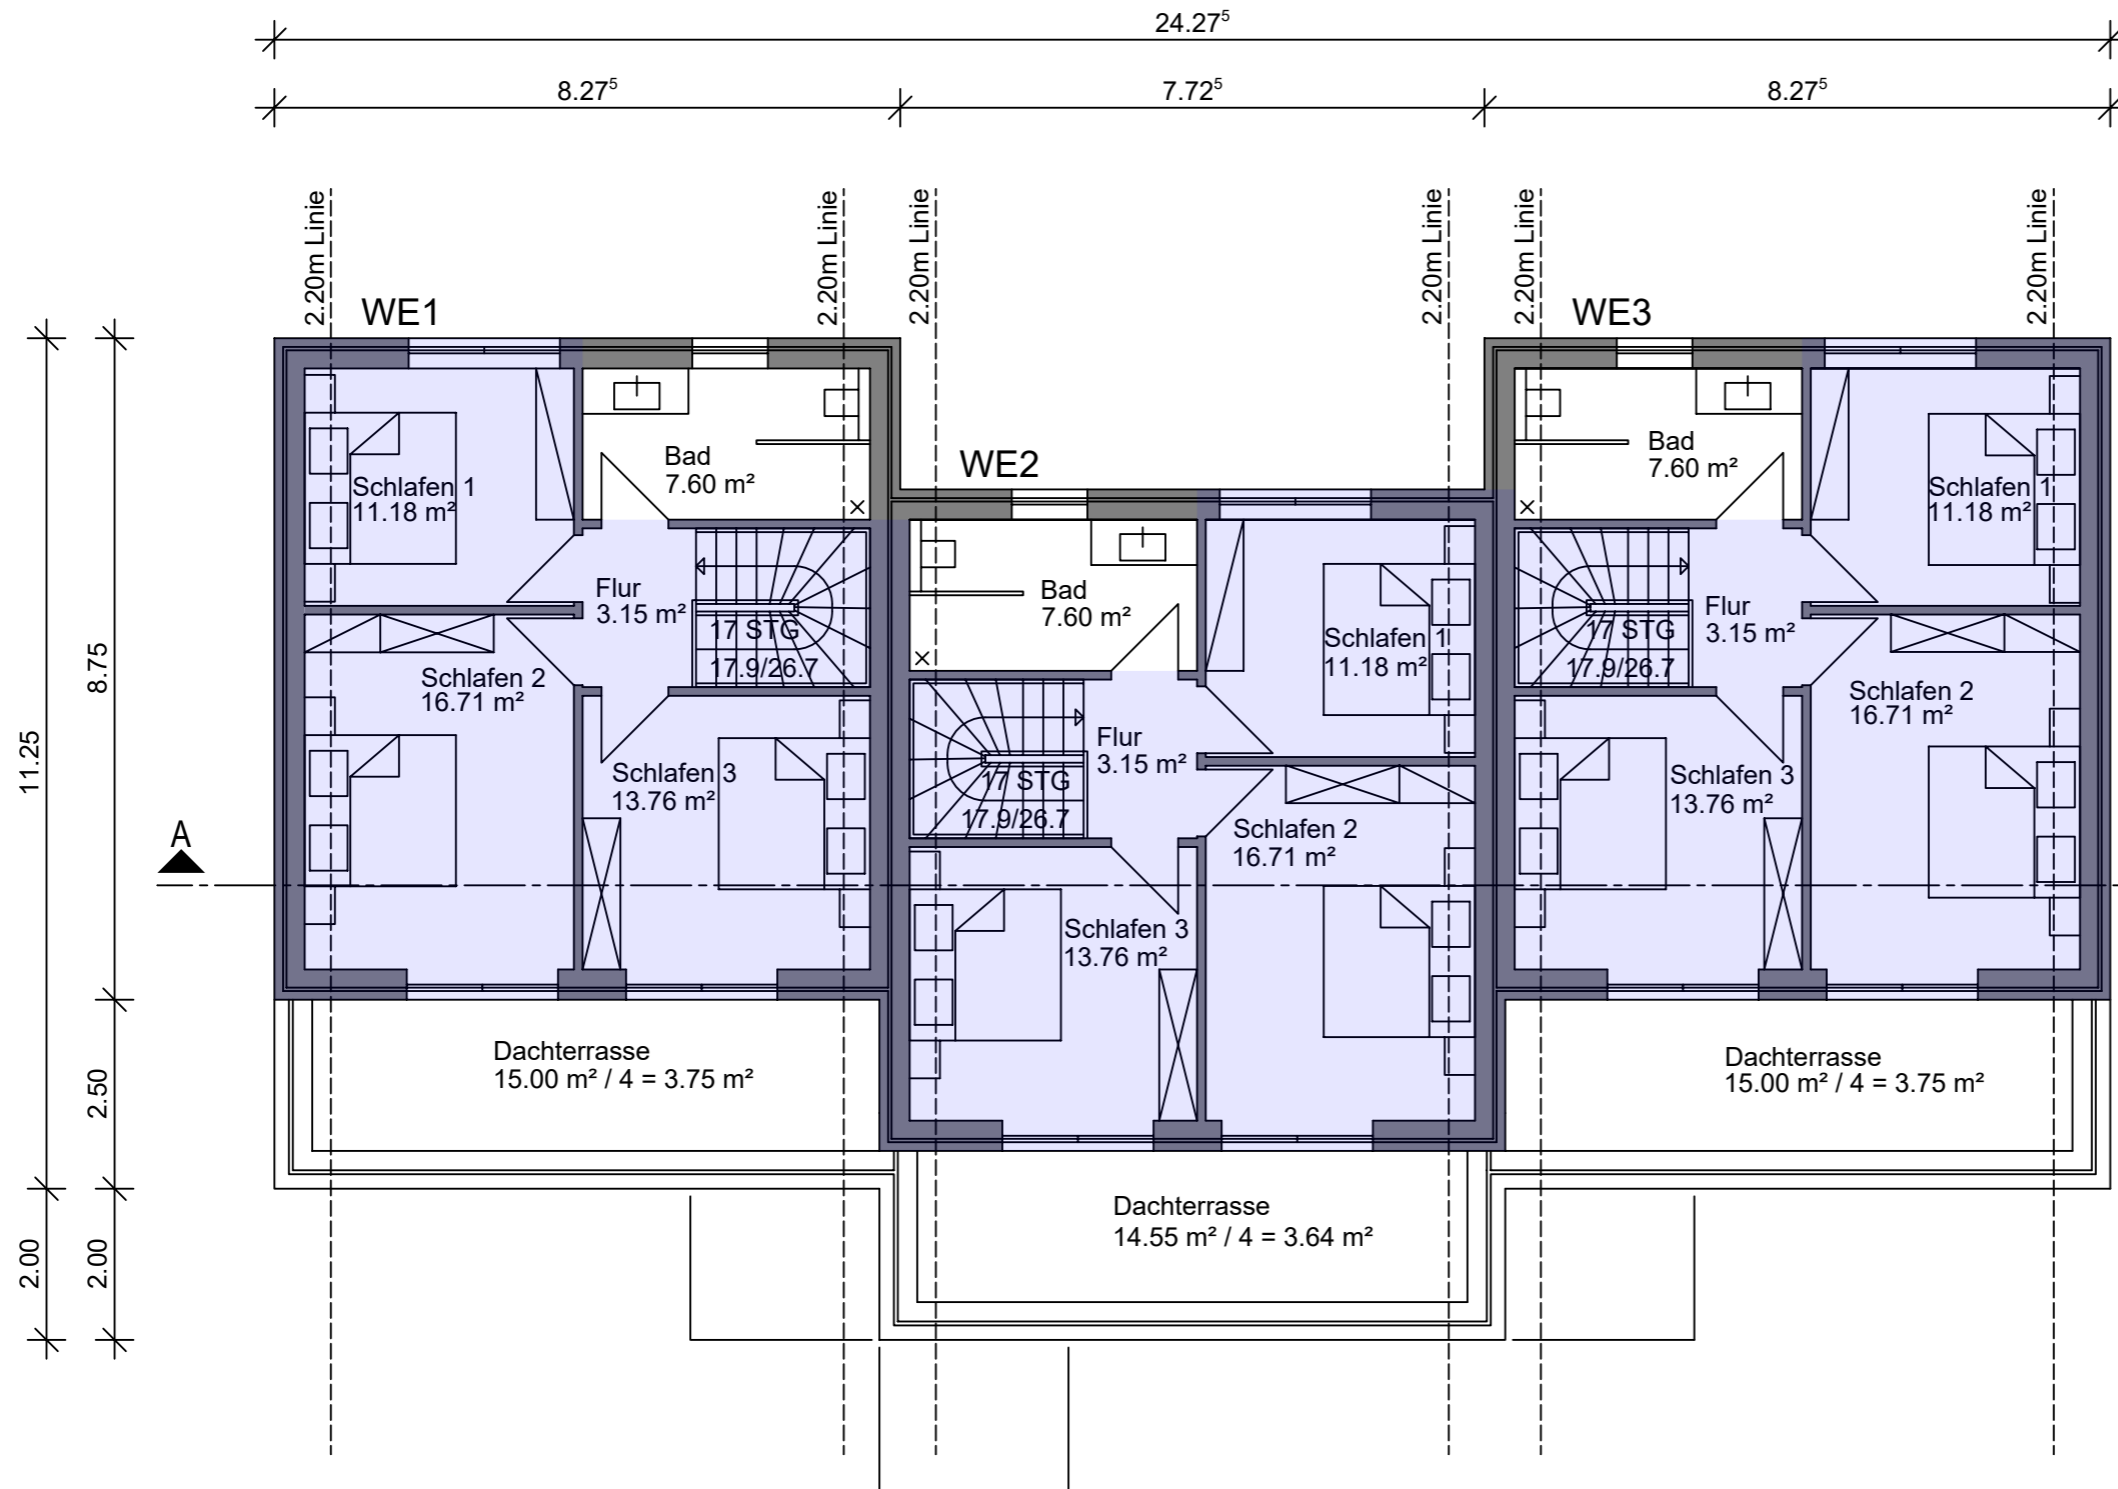 24.27⁵
8.27⁵
7.72⁵
8.27⁵
2.20m Linie
2.20m Linie
2.20m Linie
2.20m Linie
2.20m Linie
2.20m Linie
WE1
WE2
WE3
11.25
8.75
2.50
2.00
2.00
A
Schlafen 1
11.18 m²
Bad
7.60 m²
Flur
3.15 m²
17 STG
17.9/26.7
Schlafen 2
16.71 m²
Schlafen 3
13.76 m²
Dachterrasse
15.00 m² / 4 = 3.75 m²
Bad
7.60 m²
Schlafen 1
11.18 m²
Flur
3.15 m²
17 STG
17.9/26.7
Schlafen 2
16.71 m²
Schlafen 3
13.76 m²
Dachterrasse
14.55 m² / 4 = 3.64 m²
Bad
7.60 m²
Schlafen 1
11.18 m²
Flur
3.15 m²
17 STG
17.9/26.7
Schlafen 2
16.71 m²
Schlafen 3
13.76 m²
Dachterrasse
15.00 m² / 4 = 3.75 m²